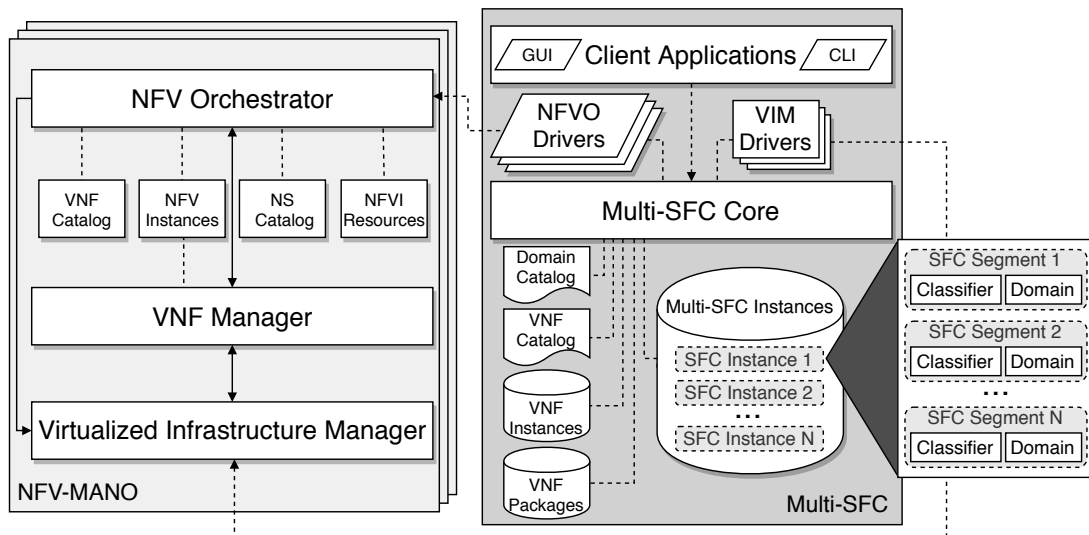 NFV Orchestrator
VNF
Catalog
NFV
Instances
NS
Catalog
NFVI
Resources
VNF Manager
Virtualized Infrastructure Manager
NFV-MANO
GUI
Client Applications
CLI
NFVO
Drivers
VIM
Drivers
Multi-SFC Core
Domain
Catalog
VNF
Catalog
VNF
Instances
VNF
Packages
Multi-SFC Instances
SFC Instance 1
SFC Instance 2
...
SFC Instance N
Multi-SFC
SFC Segment 1
Classifier Domain
SFC Segment 2
Classifier Domain
...
SFC Segment N
Classifier Domain